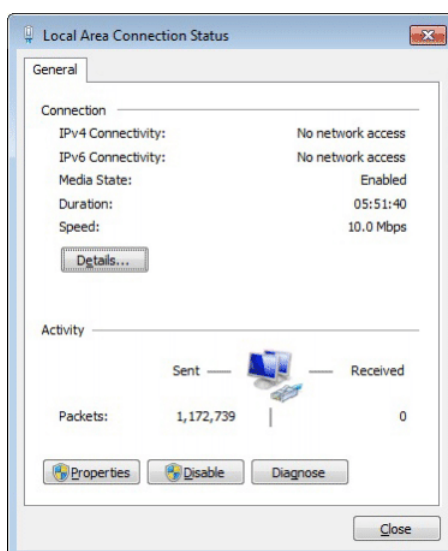 Local Area Connection Status
General
Connection
IPv4 Connectivity: No network access
IPv6 Connectivity: No network access
Media State: Enabled
Duration: 05:51:40
Speed: 10.0 Mbps
Details...
Activity
Sent Received
Packets: 1,172,739 0
Properties Disable Diagnose
Close